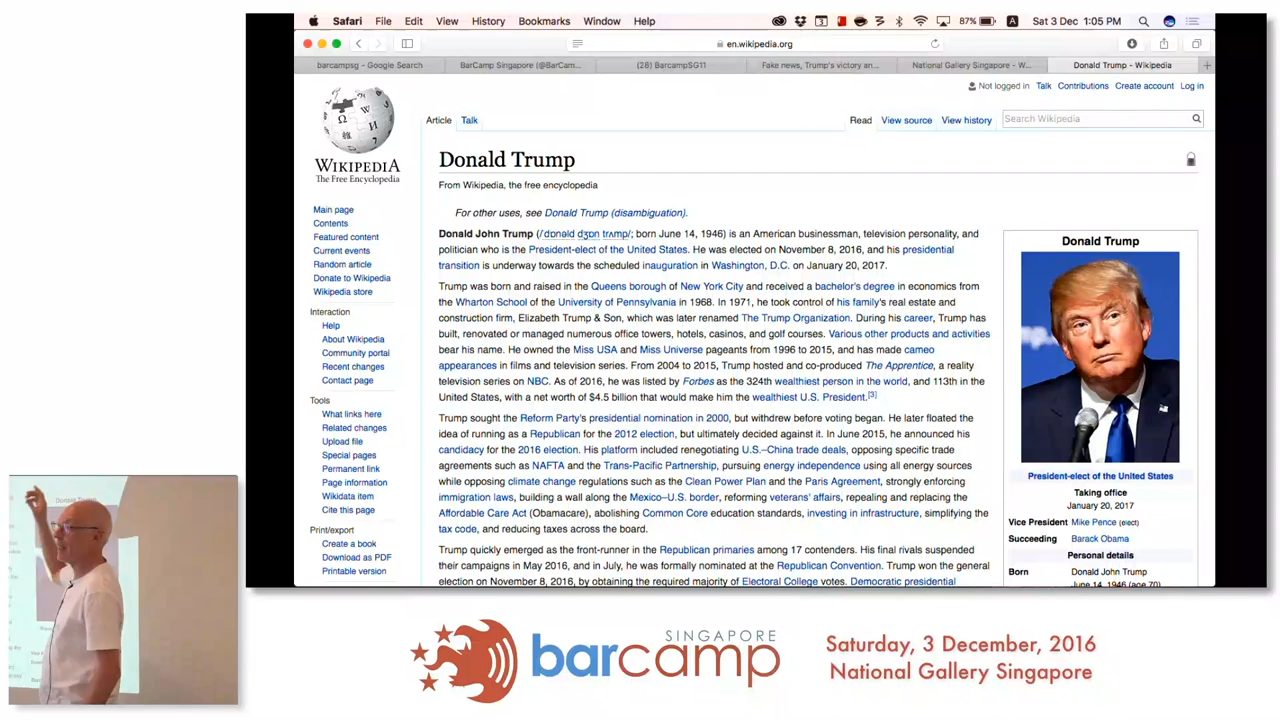 Safari File Edit View History Bookmarks Window Help 87% A Sat 3 Dec 1:05 PM
en.wikipedia.org
barcampsg - Google Search BarCamp Singapore (@BarCam... (28) BarcampSG11 Fake news, Trump's victory an... National Gallery Singapore - W... Donald Trump - Wikipedia
Not logged in Talk Contributions Create account Log in
Article Talk Read View source View history Search Wikipedia
WIKIPEDIA
The Free Encyclopedia
Main page
Contents
Featured content
Current events
Random article
Donate to Wikipedia
Wikipedia store
Interaction
Help
About Wikipedia
Community portal
Recent changes
Contact page
Tools
What links here
Related changes
Upload file
Special pages
Permanent link
Page information
Wikidata item
Cite this page
Print/export
Create a book
Download as PDF
Printable version
Donald Trump
From Wikipedia, the free encyclopedia
For other uses, see Donald Trump (disambiguation).
Donald John Trump (/ˈdɒnəld dʒɒn trʌmp/; born June 14, 1946) is an American businessman, television personality, and
politician who is the President-elect of the United States. He was elected on November 8, 2016, and his presidential
transition is underway towards the scheduled inauguration in Washington, D.C. on January 20, 2017.
Trump was born and raised in the Queens borough of New York City and received a bachelor's degree in economics from
the Wharton School of the University of Pennsylvania in 1968. In 1971, he took control of his family's real estate and
construction firm, Elizabeth Trump & Son, which was later renamed The Trump Organization. During his career, Trump has
built, renovated or managed numerous office towers, hotels, casinos, and golf courses. Various other products and activities
bear his name. He owned the Miss USA and Miss Universe pageants from 1996 to 2015, and has made cameo
appearances in films and television series. From 2004 to 2015, Trump hosted and co-produced The Apprentice, a reality
television series on NBC. As of 2016, he was listed by Forbes as the 324th wealthiest person in the world, and 113th in the
United States, with a net worth of $4.5 billion that would make him the wealthiest U.S. President.[3]
Trump sought the Reform Party's presidential nomination in 2000, but withdrew before voting began. He later floated the
idea of running as a Republican for the 2012 election, but ultimately decided against it. In June 2015, he announced his
candidacy for the 2016 election. His platform included renegotiating U.S.–China trade deals, opposing specific trade
agreements such as NAFTA and the Trans-Pacific Partnership, pursuing energy independence using all energy sources
while opposing climate change regulations such as the Clean Power Plan and the Paris Agreement, strongly enforcing
immigration laws, building a wall along the Mexico–U.S. border, reforming veterans' affairs, repealing and replacing the
Affordable Care Act (Obamacare), abolishing Common Core education standards, investing in infrastructure, simplifying the
tax code, and reducing taxes across the board.
Trump quickly emerged as the front-runner in the Republican primaries among 17 contenders. His final rivals suspended
their campaigns in May 2016, and in July, he was formally nominated at the Republican Convention. Trump won the general
election on November 8, 2016, by obtaining the required majority of Electoral College votes. Democratic presidential
Donald Trump
President-elect of the United States
Taking office
January 20, 2017
Vice President Mike Pence (elect)
Succeeding Barack Obama
Personal details
Born Donald John Trump
June 14, 1946 (age 70)
SINGAPORE
barcamp
Saturday, 3 December, 2016
National Gallery Singapore